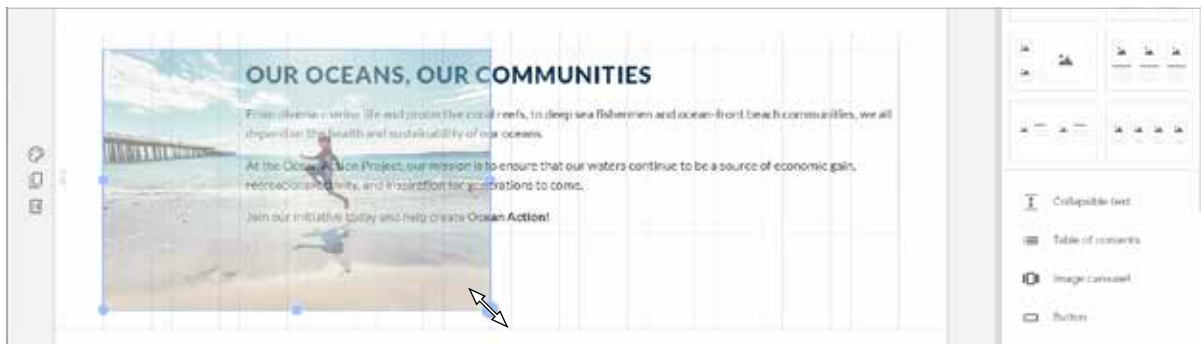 OUR OCEANS, OUR COMMUNITIES
From diverse marine life and protective coral reefs, to deep sea fishermen and ocean-front beach communities, we all
depend on the health and sustainability of our oceans.
At the Ocean Action Project, our mission is to ensure that our waters continue to be a source of economic gain,
recreational activity, and inspiration for generations to come.
Join our initiative today and help create Ocean Action!
Collapsible text
Table of contents
Image carousel
Button